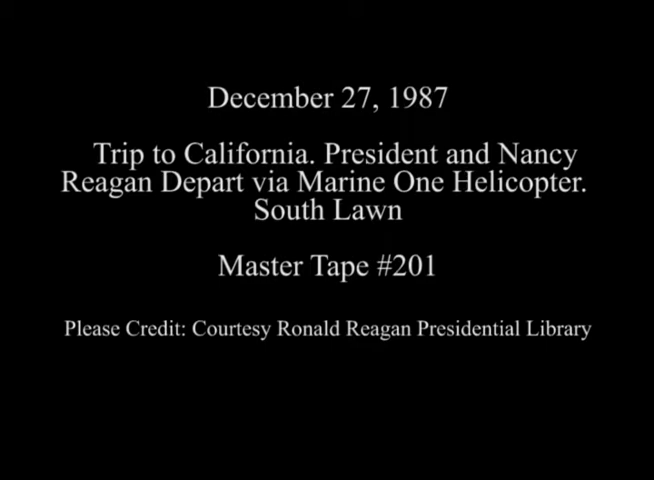 December 27, 1987
Trip to California. President and Nancy
Reagan Depart via Marine One Helicopter.
South Lawn
Master Tape #201
Please Credit: Courtesy Ronald Reagan Presidential Library